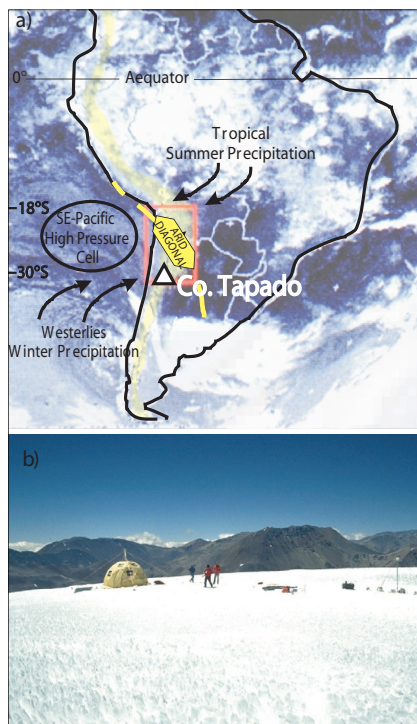 a)
0°
Aequator
Tropical
Summer Precipitation
-18°S
SE-Pacific
High Pressure
Cell
ARID
DIAGONAL
-30°S
Co. Tapado
Westerlies
Winter Precipitation
b)